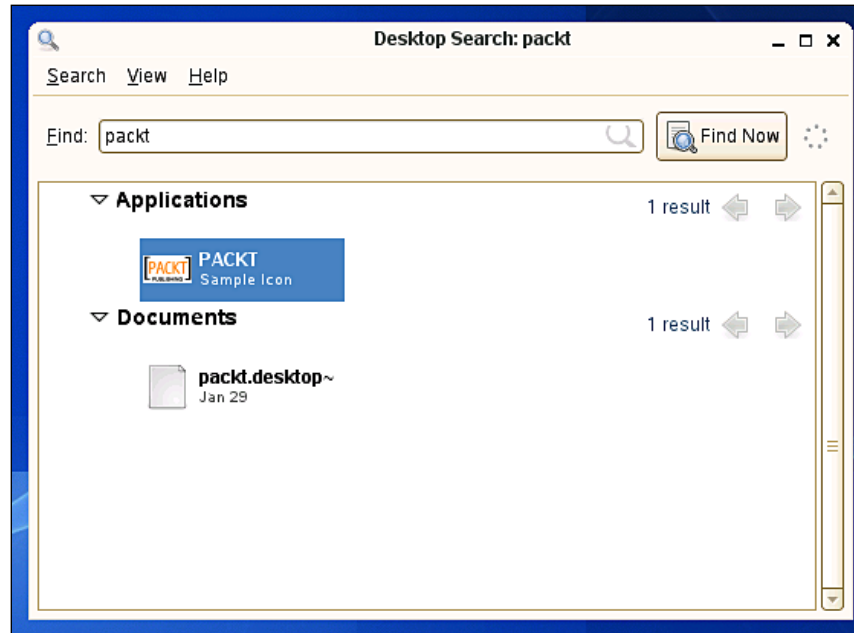 Desktop Search: packt
Search View Help
Find: packt Find Now
Applications 1 result
PACKT
PUBLISHING
PACKT
Sample Icon
Documents 1 result
packt.desktop~
Jan 29